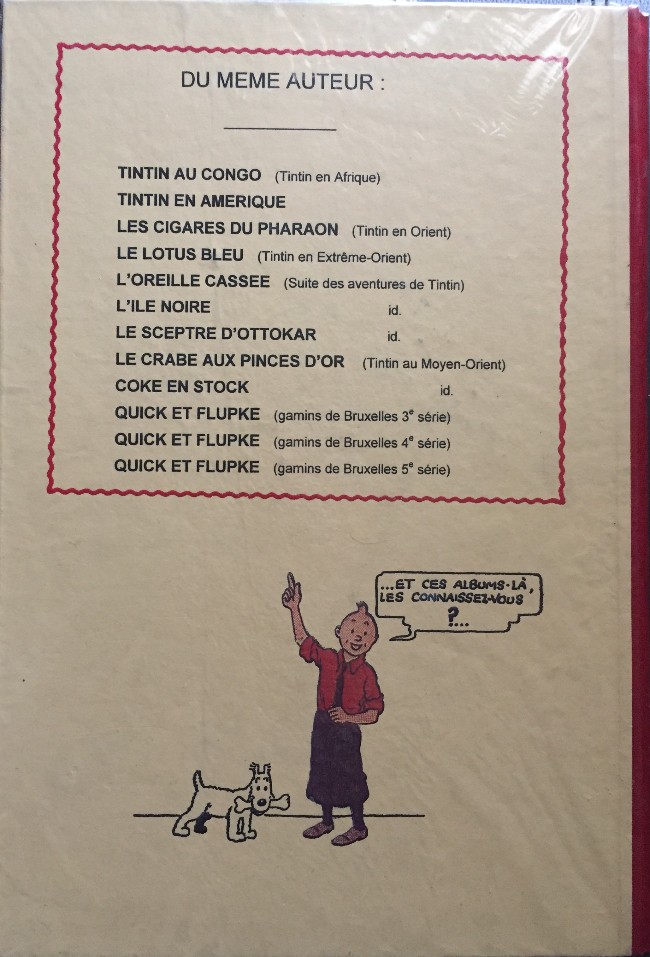 DU MEME AUTEUR :
TINTIN AU CONGO (Tintin en Afrique)
TINTIN EN AMERIQUE
LES CIGARES DU PHARAON (Tintin en Orient)
LE LOTUS BLEU (Tintin en Extrême-Orient)
L'OREILLE CASSEE (Suite des aventures de Tintin)
L'ILE NOIRE id.
LE SCEPTRE D'OTTOKAR id.
LE CRABE AUX PINCES D'OR (Tintin au Moyen-Orient)
COKE EN STOCK id.
QUICK ET FLUPKE (gamins de Bruxelles 3e série)
QUICK ET FLUPKE (gamins de Bruxelles 4e série)
QUICK ET FLUPKE (gamins de Bruxelles 5e série)
...ET CES ALBUMS-LÀ,
LES CONNAISSEZ-VOUS
?...